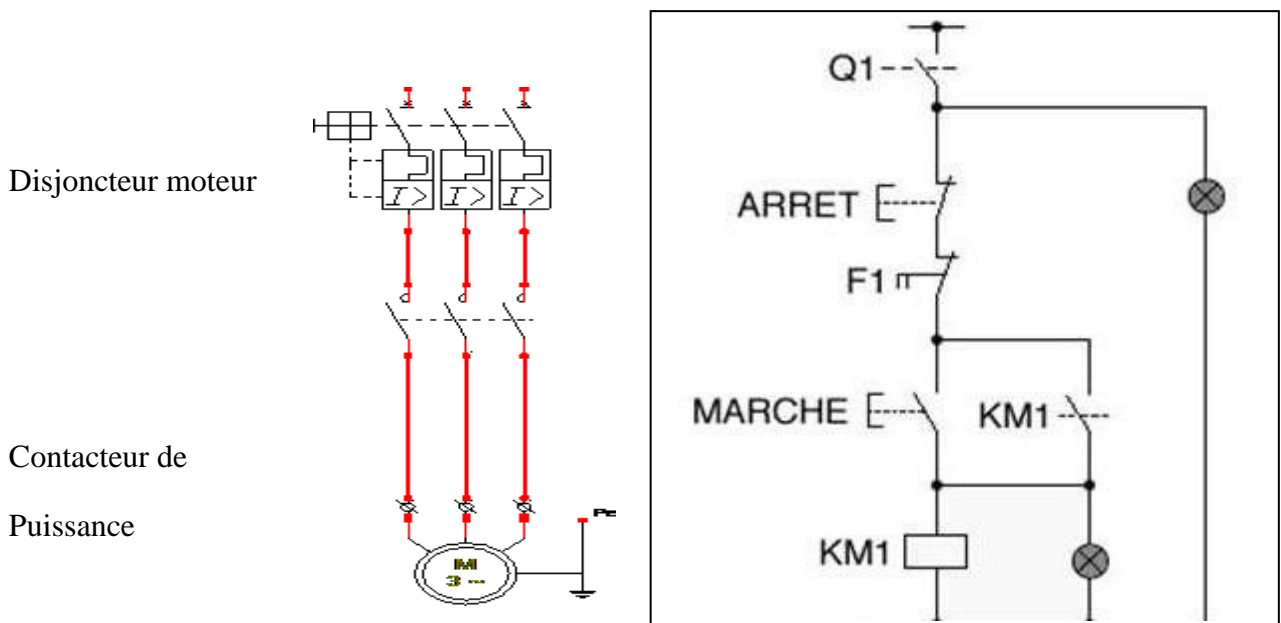 Disjoncteur moteur
Contacteur de
Puissance
I > I > I >
M
3 ~
Pe
Q1
ARRET
F1
MARCHE
KM1
KM1